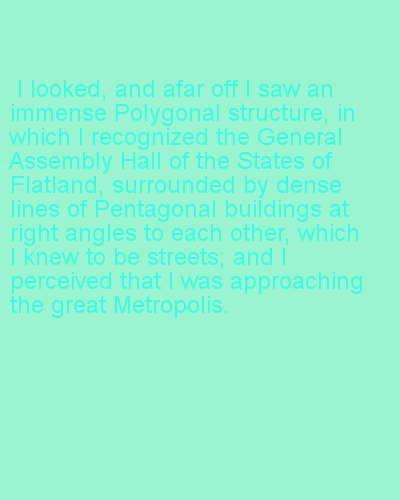 I looked, and afar off I saw an
immense Polygonal structure, in
which I recognized the General
Assembly Hall of the States of
Flatland, surrounded by dense
lines of Pentagonal buildings at
right angles to each other, which
I knew to be streets; and I
perceived that I was approaching
the great Metropolis.